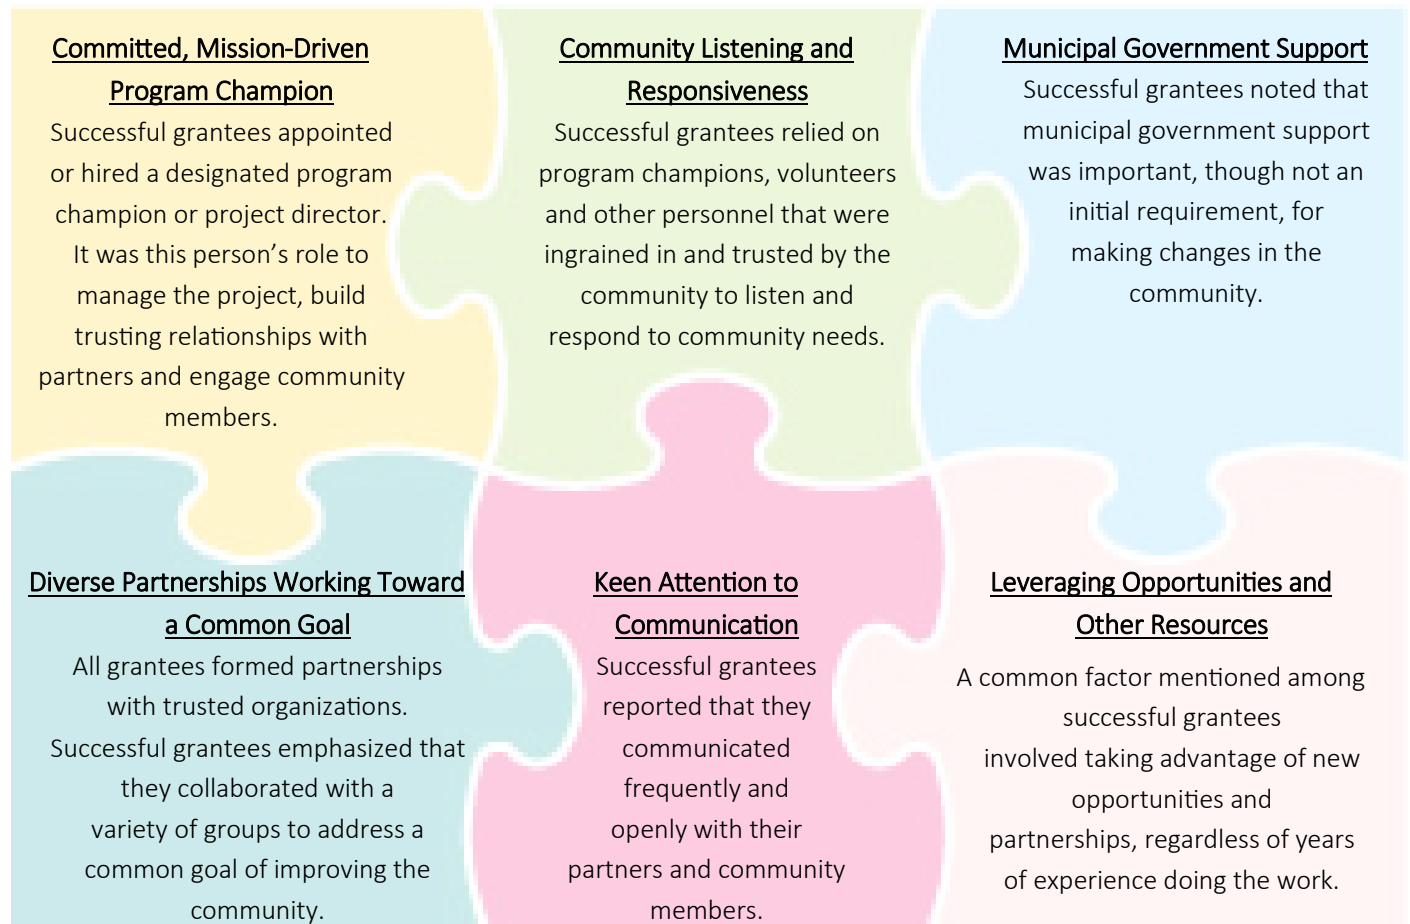 Committed, Mission-Driven
Program Champion
Successful grantees appointed
or hired a designated program
champion or project director.
It was this person’s role to
manage the project, build
trusting relationships with
partners and engage community
members.
Community Listening and
Responsiveness
Successful grantees relied on
program champions, volunteers
and other personnel that were
ingrained in and trusted by the
community to listen and
respond to community needs.
Municipal Government Support
Successful grantees noted that
municipal government support
was important, though not an
initial requirement, for
making changes in the
community.
Diverse Partnerships Working Toward
a Common Goal
All grantees formed partnerships
with trusted organizations.
Successful grantees emphasized that
they collaborated with a
variety of groups to address a
common goal of improving the
community.
Keen Attention to
Communication
Successful grantees
reported that they
communicated
frequently and
openly with their
partners and community
members.
Leveraging Opportunities and
Other Resources
A common factor mentioned among
successful grantees
involved taking advantage of new
opportunities and
partnerships, regardless of years
of experience doing the work.